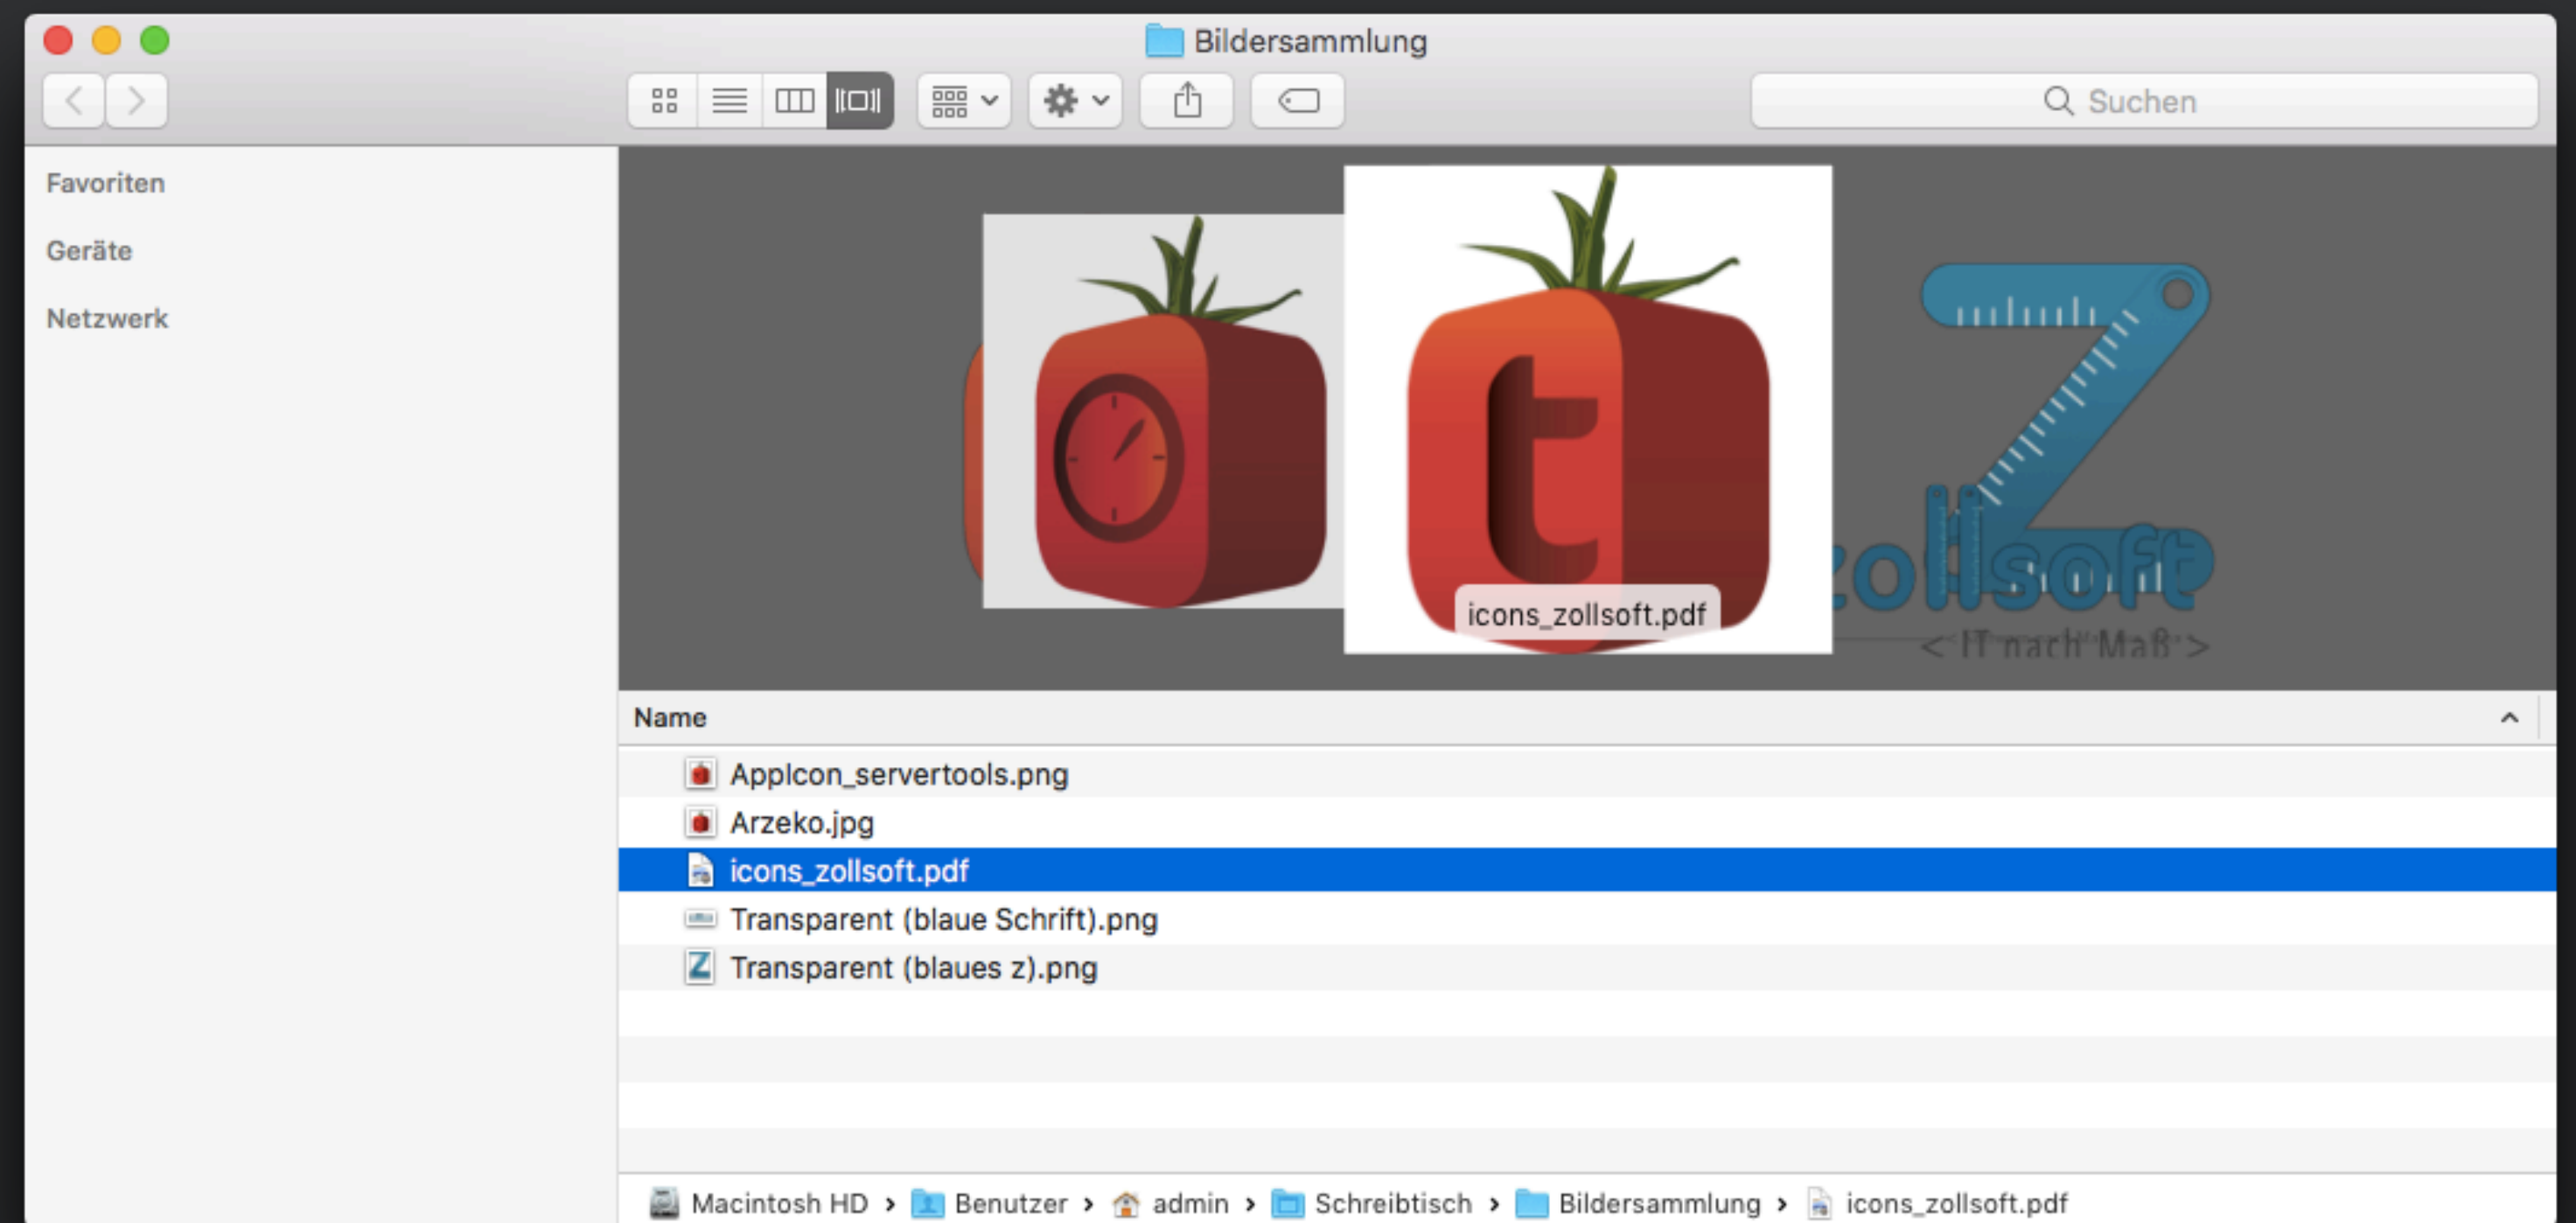 Bildersammlung
Suchen
Favoriten
Geräte
Netzwerk
t
icons_zollsoft.pdf
zollsoft
< IT nach Maß >
Name
AppIcon_servertools.png
Arzeko.jpg
icons_zollsoft.pdf
Transparent (blaue Schrift).png
Transparent (blaues z).png
Macintosh HD › Benutzer › admin › Schreibtisch › Bildersammlung › icons_zollsoft.pdf